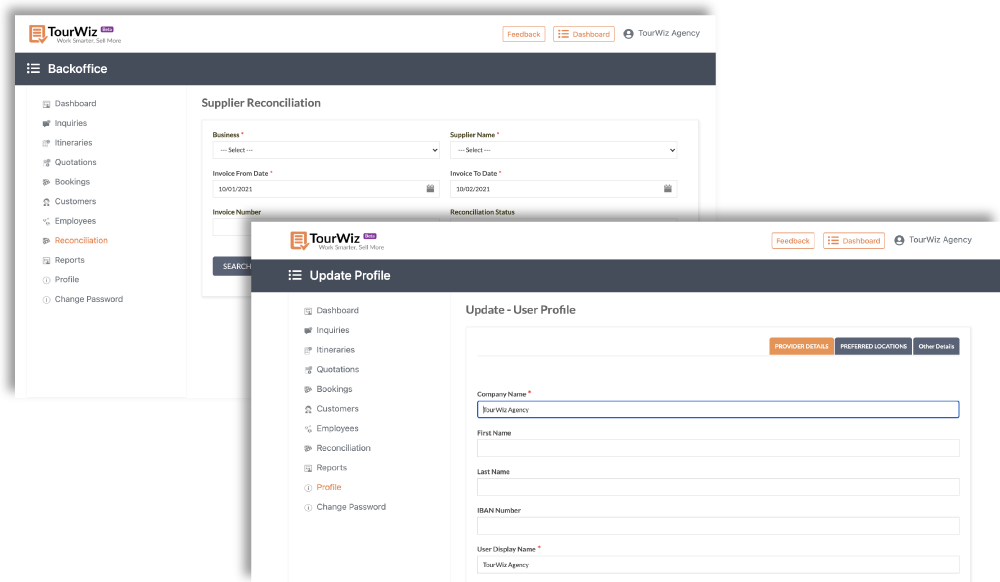 TourWiz Beta
Work Smarter, Sell More
Feedback
Dashboard
TourWiz Agency
Backoffice
Dashboard
Inquiries
Itineraries
Quotations
Bookings
Customers
Employees
Reconciliation
Reports
Profile
Change Password
Supplier Reconciliation
Business *
Supplier Name *
--- Select ---
--- Select ---
Invoice From Date *
Invoice To Date *
10/01/2021
10/02/2021
Invoice Number
Reconciliation Status
SEARCH
TourWiz Beta
Work Smarter, Sell More
Feedback
Dashboard
TourWiz Agency
Update Profile
Dashboard
Inquiries
Itineraries
Quotations
Bookings
Customers
Employees
Reconciliation
Reports
Profile
Change Password
Update - User Profile
PROVIDER DETAILS
PREFERRED LOCATIONS
Other Details
Company Name *
TourWiz Agency
First Name
Last Name
IBAN Number
User Display Name *
TourWiz Agency